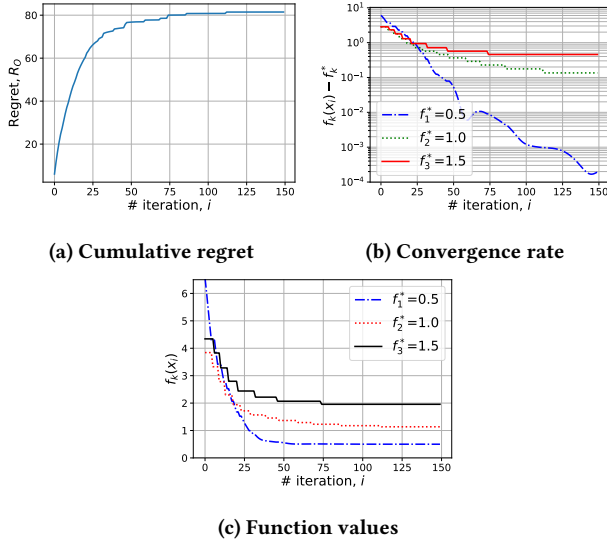 80
60
40
20
0 25 50 75 100 125 150
Regret, R_O
# iteration, i
(a) Cumulative regret
10^1
10^0
10^-1
10^-2
10^-3
10^-4
0 25 50 75 100 125 150
f_k(x_i) − f_k^*
f_1^*=0.5
f_2^*=1.0
f_3^*=1.5
# iteration, i
(b) Convergence rate
6
5
4
3
2
1
0
0 25 50 75 100 125 150
f_k(x_i)
f_1^*=0.5
f_2^*=1.0
f_3^*=1.5
# iteration, i
(c) Function values